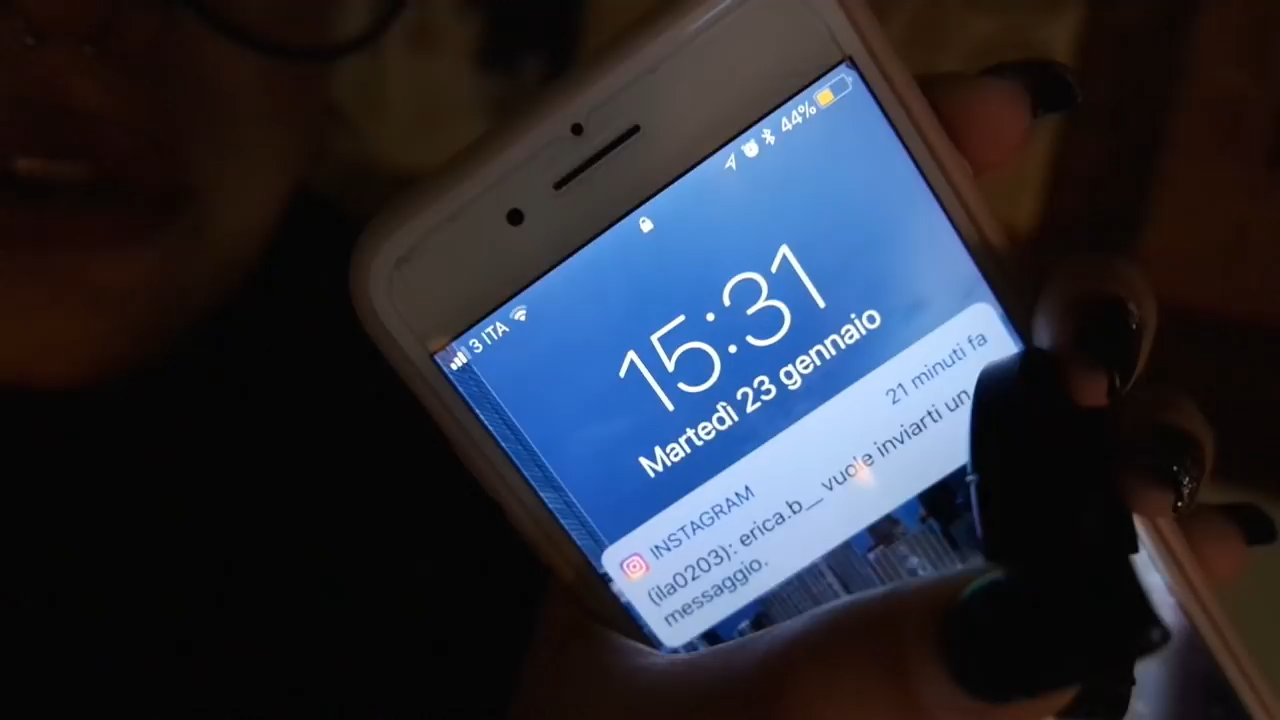 3 ITA
44%
15:31
Martedì 23 gennaio
INSTAGRAM
21 minuti fa
(ila0203): erica.b__ vuole inviarti un
messaggio.